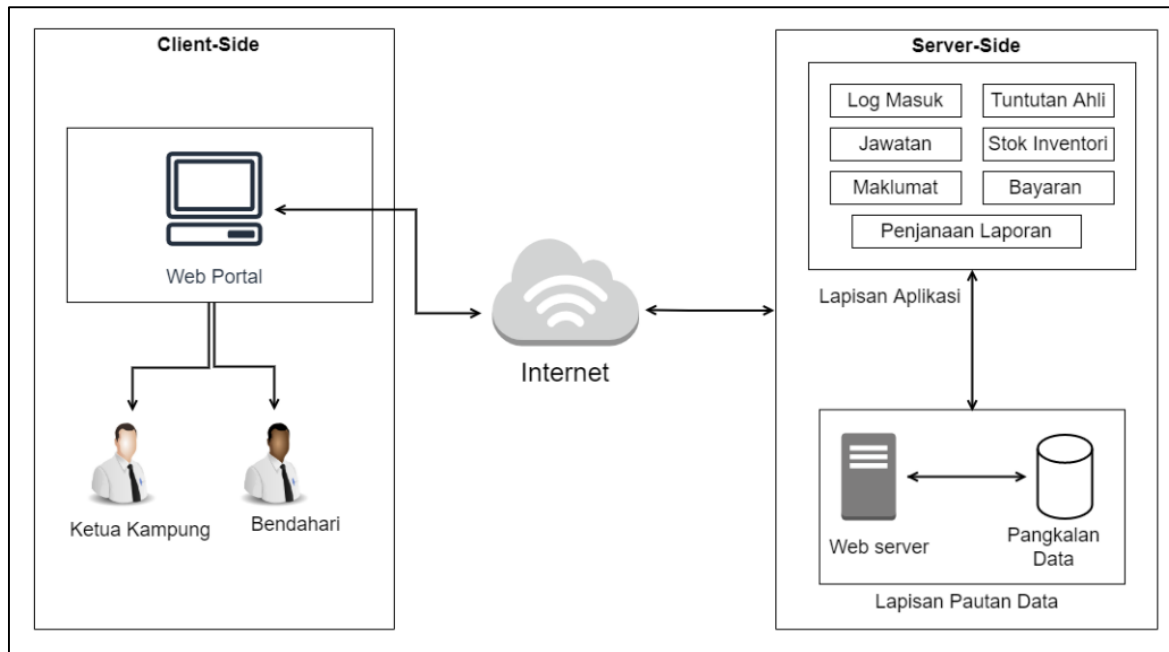 Client-Side
Web Portal
Ketua Kampung
Bendahari
Internet
Server-Side
Log Masuk
Tuntutan Ahli
Jawatan
Stok Inventori
Maklumat
Bayaran
Penjanaan Laporan
Lapisan Aplikasi
Web server
Pangkalan
Data
Lapisan Pautan Data